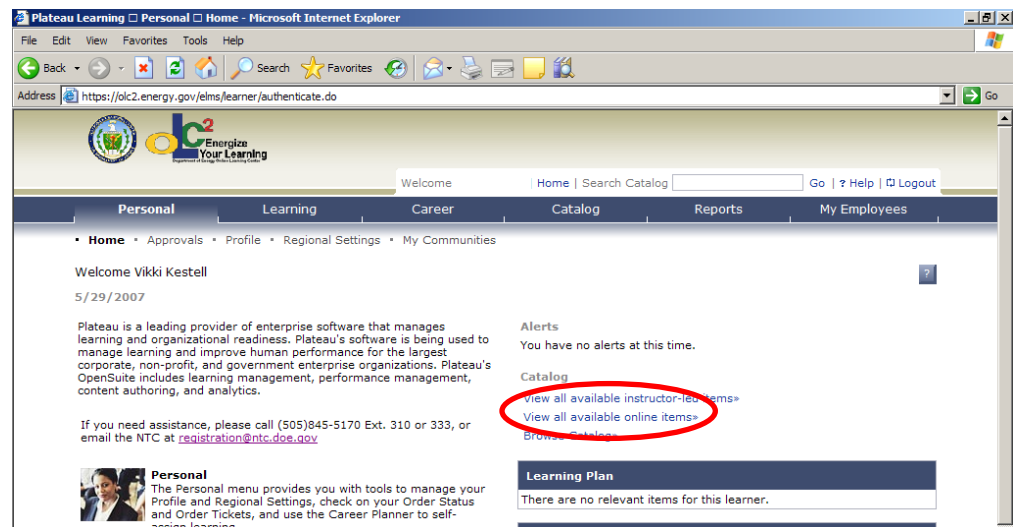 Plateau Learning □ Personal □ Home - Microsoft Internet Explorer
File Edit View Favorites Tools Help
Back Search Favorites
Address https://olc2.energy.gov/elms/learner/authenticate.do Go
OLC2
Energize
Your Learning
Department of Energy Online Learning Center
Welcome Home | Search Catalog Go | ? Help | Logout
Personal Learning Career Catalog Reports My Employees
▪ Home ▪ Approvals ▪ Profile ▪ Regional Settings ▪ My Communities
Welcome Vikki Kestell ?
5/29/2007
Plateau is a leading provider of enterprise software that manages
learning and organizational readiness. Plateau's software is being used to
manage learning and improve human performance for the largest
corporate, non-profit, and government enterprise organizations. Plateau's
OpenSuite includes learning management, performance management,
content authoring, and analytics.
If you need assistance, please call (505)845-5170 Ext. 310 or 333, or
email the NTC at registration@ntc.doe.gov
Personal
The Personal menu provides you with tools to manage your
Profile and Regional Settings, check on your Order Status
and Order Tickets, and use the Career Planner to self-
assign learning
Alerts
You have no alerts at this time.
Catalog
View all available instructor-led items»
View all available online items»
Browse Catalog»
Learning Plan
There are no relevant items for this learner.